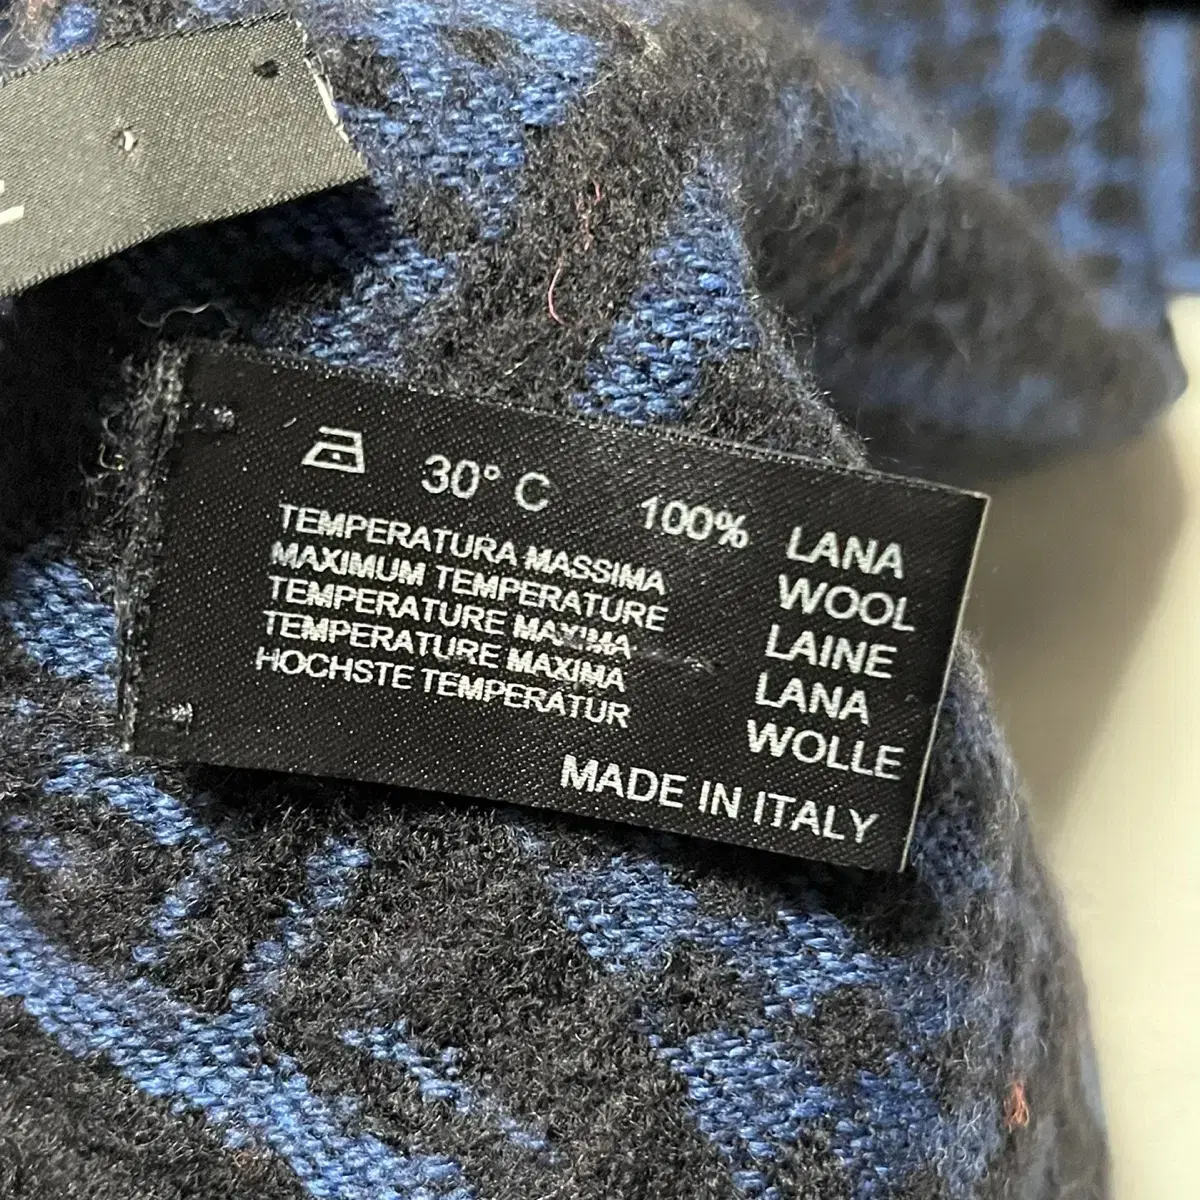 30° C
TEMPERATURA MASSIMA
MAXIMUM TEMPERATURE
TEMPERATURE MAXIMA
TEMPERATURE MAXIMA
HOCHSTE TEMPERATUR
100% LANA
WOOL
LAINE
LANA
WOLLE
MADE IN ITALY